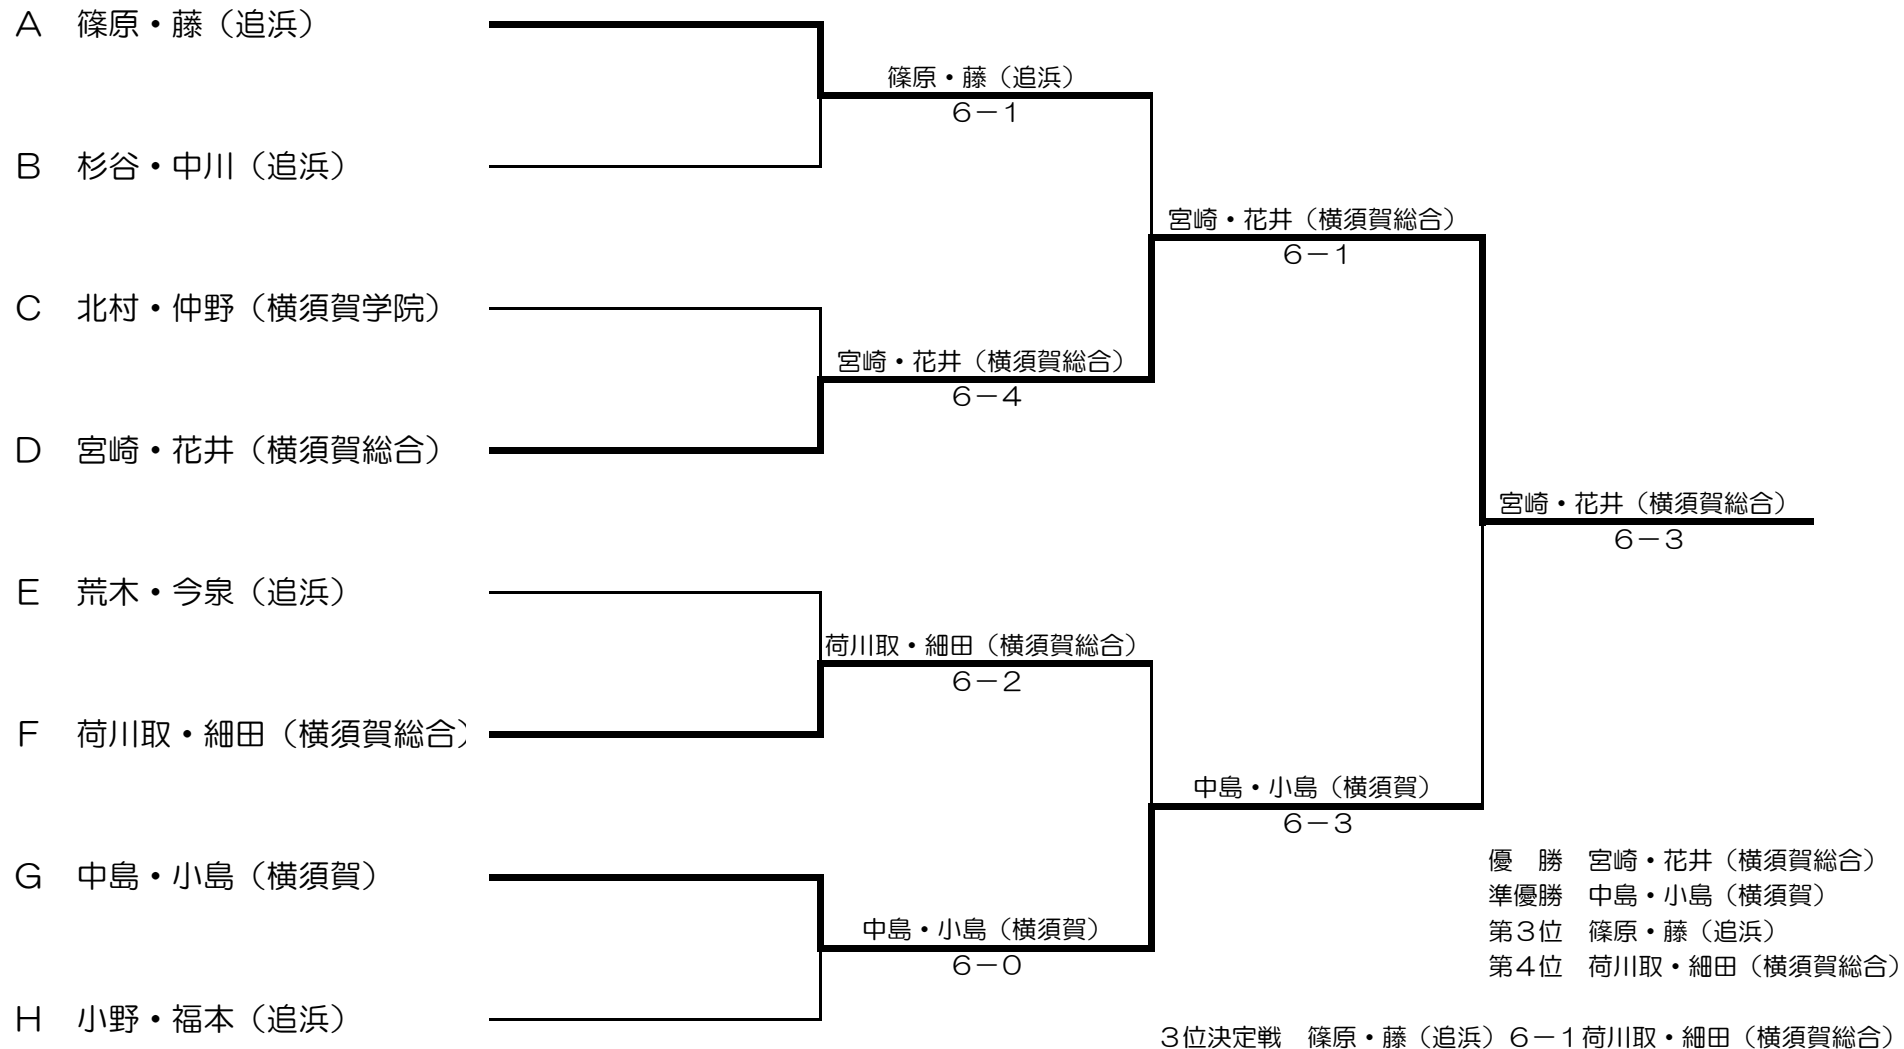 A　篠原・藤（追浜）
篠原・藤（追浜）
６－１
B　杉谷・中川（追浜）
宮崎・花井（横須賀総合）
６－１
C　北村・仲野（横須賀学院）
宮崎・花井（横須賀総合）
６－４
D　宮崎・花井（横須賀総合）
宮崎・花井（横須賀総合）
６－３
E　荒木・今泉（追浜）
荷川取・細田（横須賀総合）
６－２
F　荷川取・細田（横須賀総合）
中島・小島（横須賀）
６－３
G　中島・小島（横須賀）
中島・小島（横須賀）
６－０
H　小野・福本（追浜）
優　勝　宮崎・花井（横須賀総合）
準優勝　中島・小島（横須賀）
第３位　篠原・藤（追浜）
第４位　荷川取・細田（横須賀総合）
３位決定戦　篠原・藤（追浜）６－１荷川取・細田（横須賀総合）